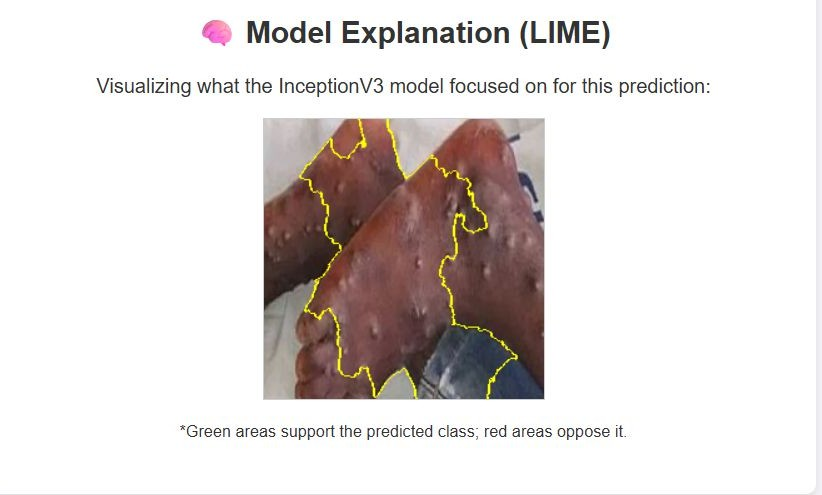 🧠 Model Explanation (LIME)
Visualizing what the InceptionV3 model focused on for this prediction:
*Green areas support the predicted class; red areas oppose it.